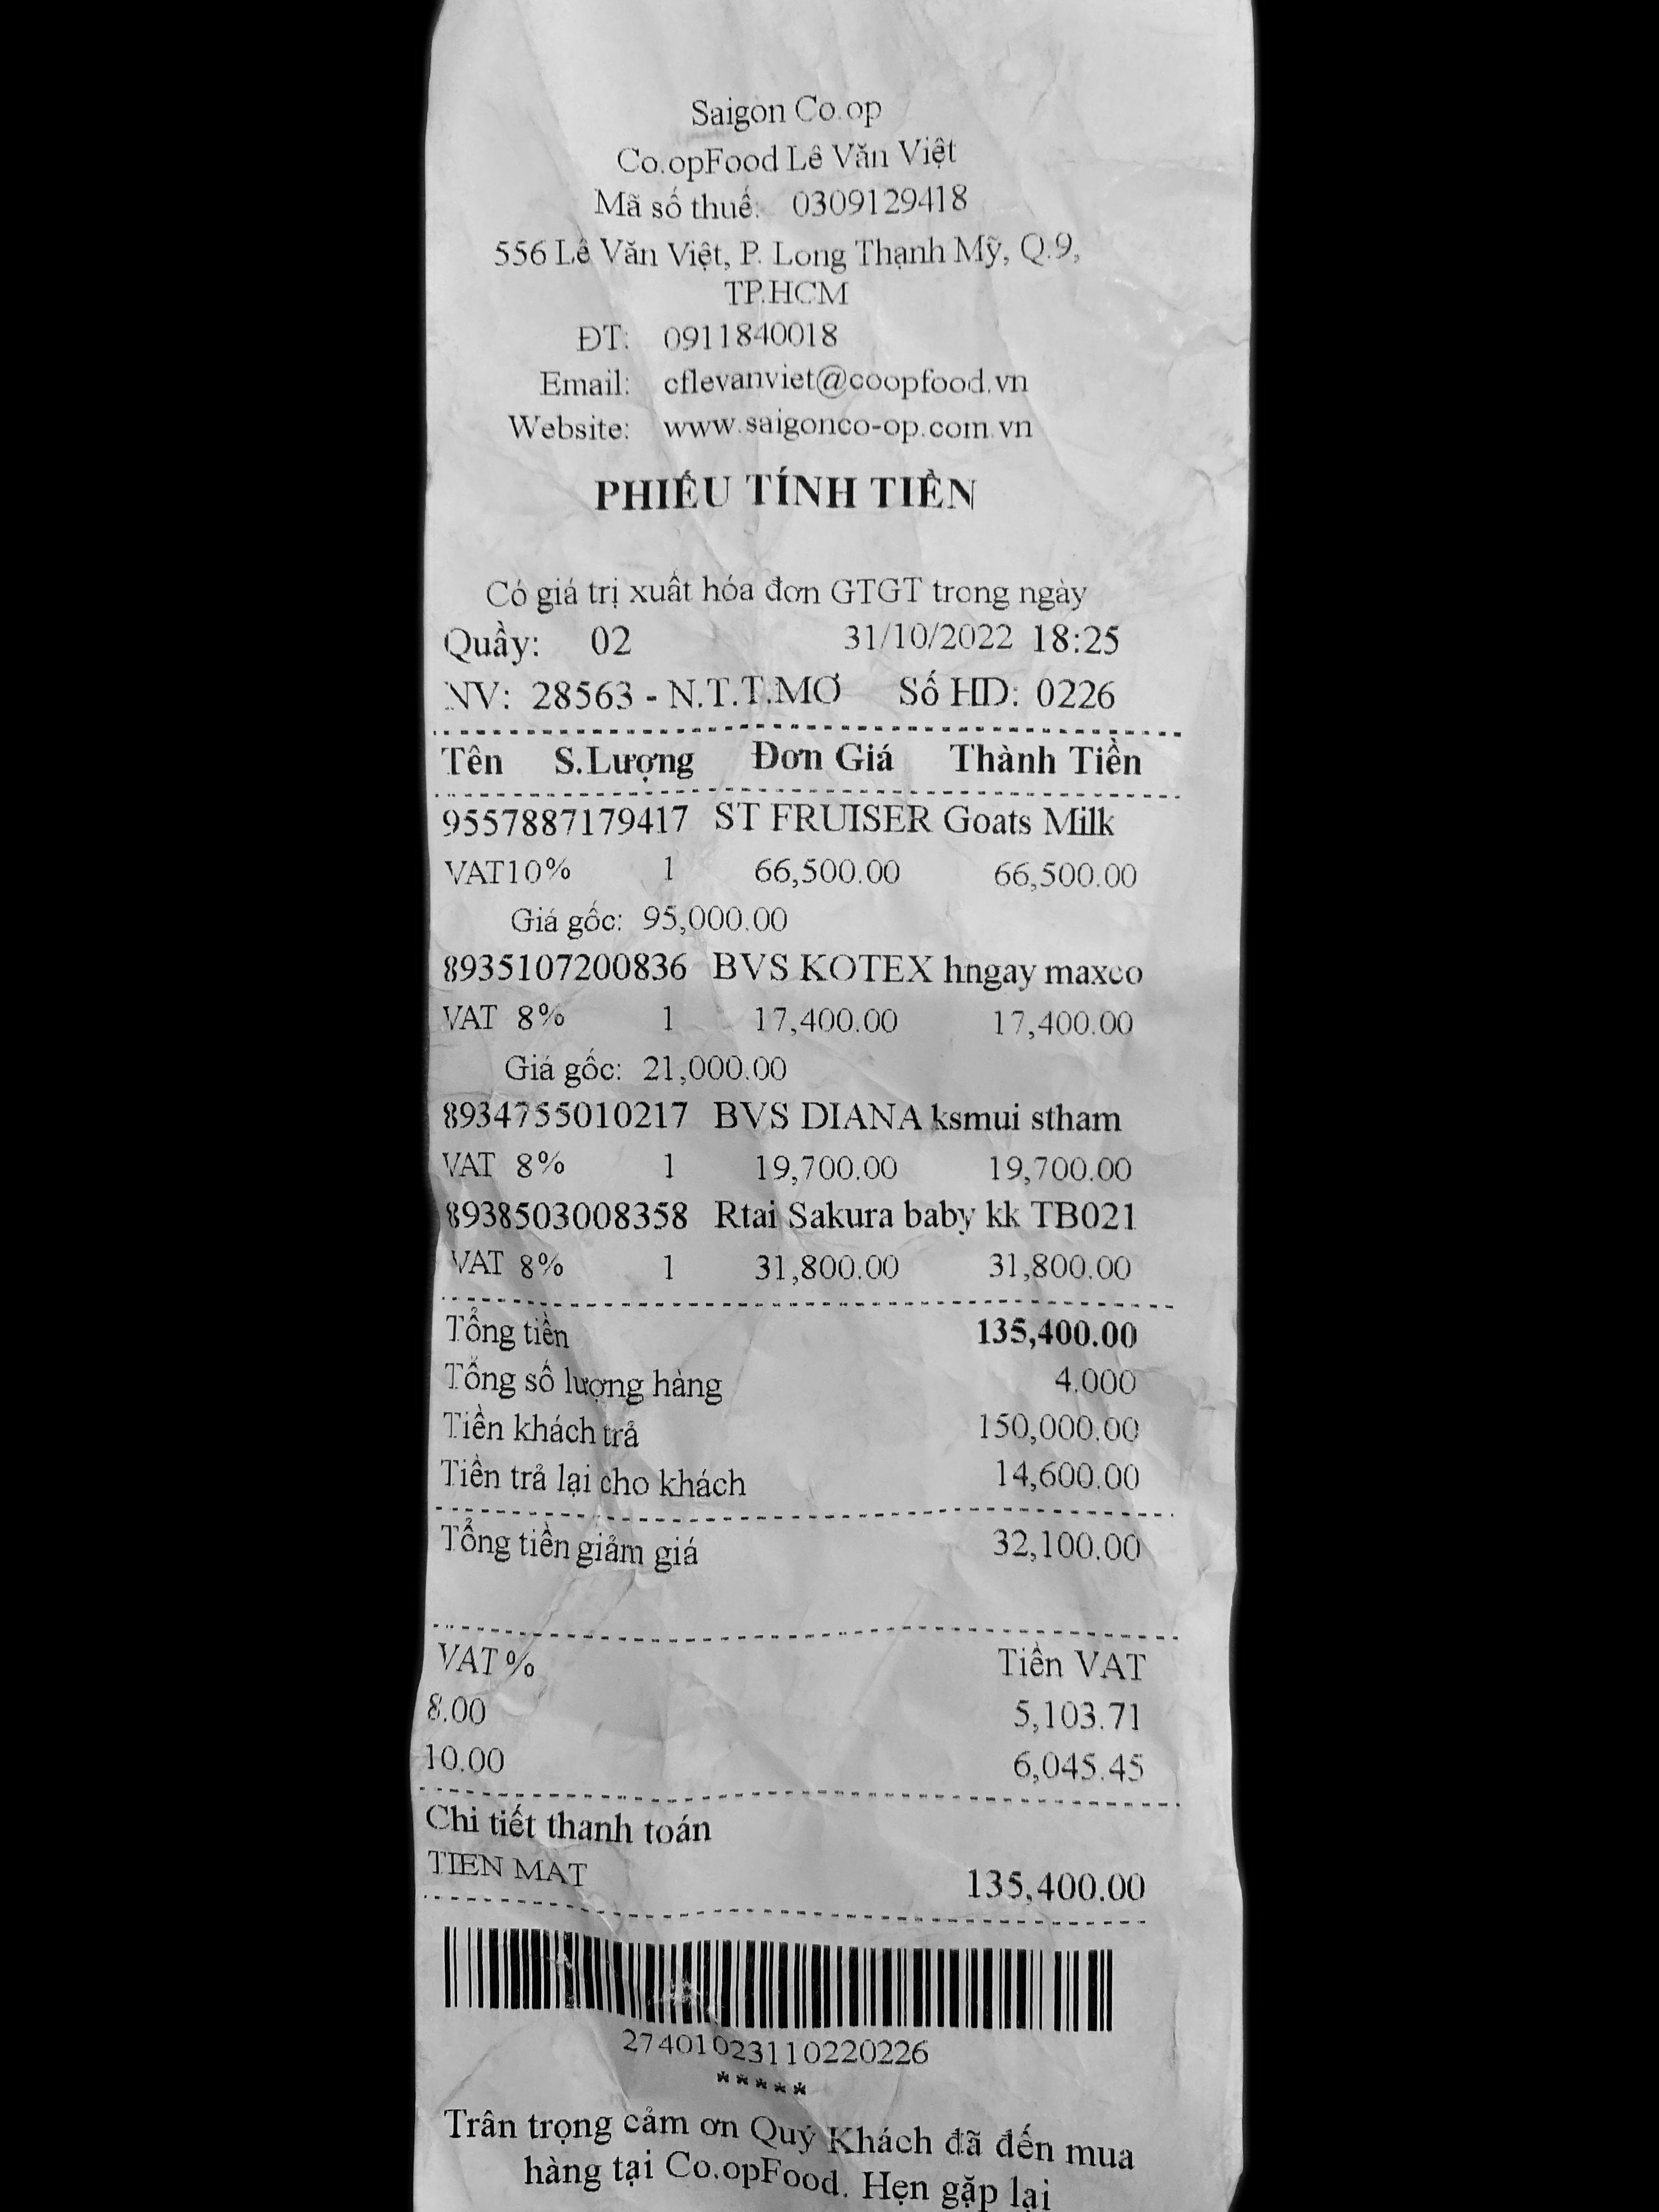 Saigon Co.op
Co.opFood Lê Văn Việt
Mã số thuế: 0309129418
556 Lê Văn Việt, P. Long Thạnh Mỹ, Q.9,
TP.HCM
ĐT: 0911840018
Email: cflevanviet@coopfood.vn
Website: www.saigonco-op.com.vn
PHIẾU TÍNH TIỀN
Có giá trị xuất hóa đơn GTGT trong ngày
Quầy: 02 31/10/2022 18:25
NV: 28563 - N.T.T.MƠ Số HD: 0226
Tên S.Lượng Đơn Giá Thành Tiền
9557887179417 ST FRUISER Goats Milk
VAT10% 1 66,500.00 66,500.00
Giá gốc: 95,000.00
8935107200836 BVS KOTEX hngay maxco
VAT 8% 1 17,400.00 17,400.00
Giá gốc: 21,000.00
8934755010217 BVS DIANA ksmui stham
VAT 8% 1 19,700.00 19,700.00
8938503008358 Rtai Sakura baby kk TB021
VAT 8% 1 31,800.00 31,800.00
Tổng tiền 135,400.00
Tổng số lượng hàng 4.000
Tiền khách trả 150,000.00
Tiền trả lại cho khách 14,600.00
Tổng tiền giảm giá 32,100.00
VAT % Tiền VAT
8.00 5,103.71
10.00 6,045.45
Chi tiết thanh toán
TIEN MAT 135,400.00
27401023110220226
*****
Trân trọng cảm ơn Quý Khách đã đến mua
hàng tại Co.opFood. Hẹn gặp lại